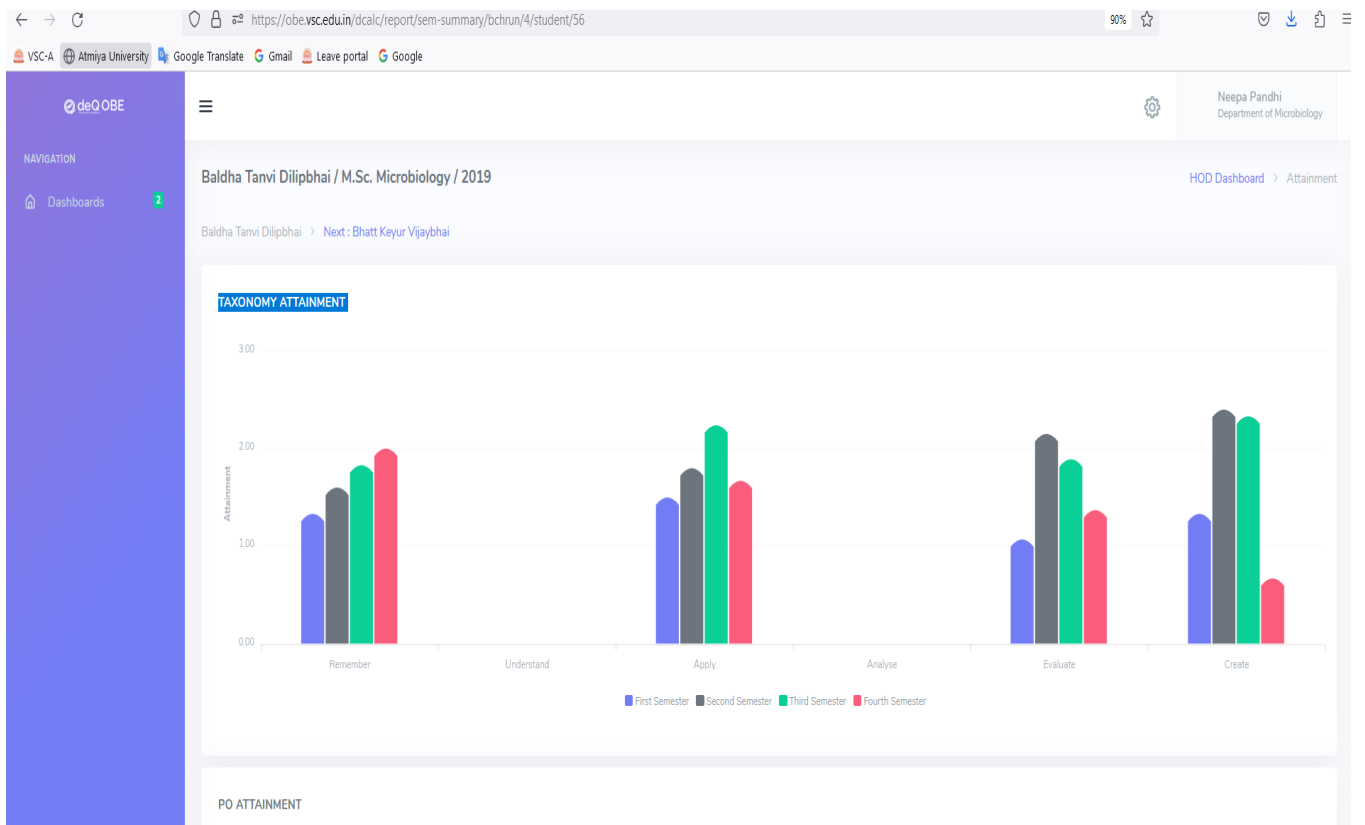 https://obe.vsc.edu.in/dcalc/report/sem-summary/bchrun/4/student/56 90%
VSC-A Atmiya University Google Translate Gmail Leave portal Google
deQ OBE
NAVIGATION
Dashboards 2
Neepa Pandhi
Department of Microbiology
Baldha Tanvi Dilipbhai / M.Sc. Microbiology / 2019
HOD Dashboard > Attainment
Baldha Tanvi Dilipbhai > Next : Bhatt Keyur Vijaybhai
TAXONOMY ATTAINMENT
3.00
2.00
1.00
0.00
Attainment
Remember Understand Apply Analyse Evaluate Create
First Semester Second Semester Third Semester Fourth Semester
PO ATTAINMENT